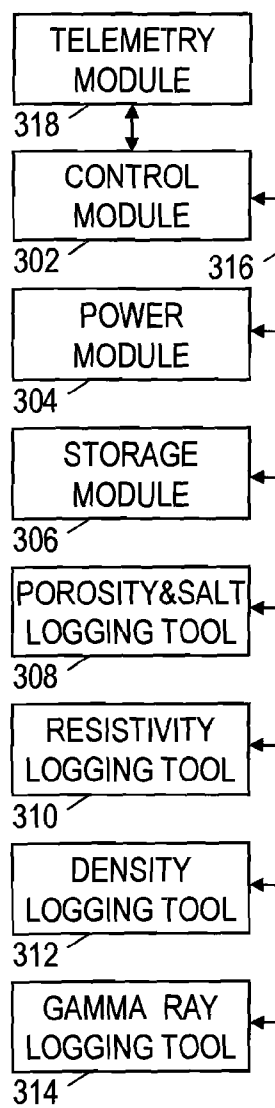 TELEMETRY
MODULE
318
CONTROL
MODULE
302
316
POWER
MODULE
304
STORAGE
MODULE
306
POROSITY&SALT
LOGGING TOOL
308
RESISTIVITY
LOGGING TOOL
310
DENSITY
LOGGING TOOL
312
GAMMA RAY
LOGGING TOOL
314